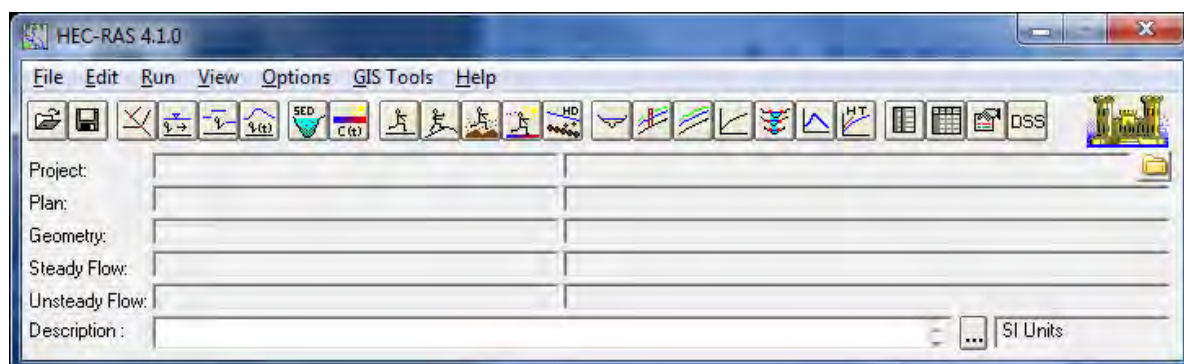 HEC-RAS 4.1.0
File Edit Run View Options GIS Tools Help
SED C(t) HD HT DSS
Project:
Plan:
Geometry:
Steady Flow:
Unsteady Flow:
Description : ... SI Units